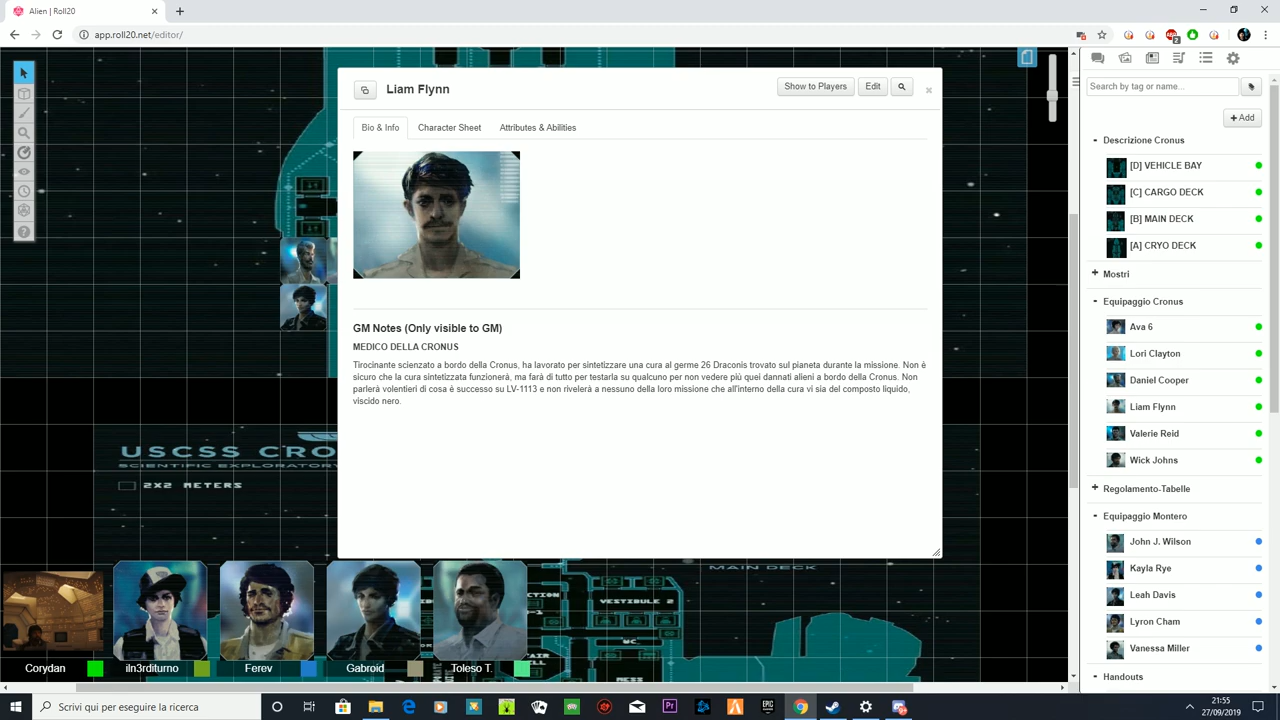 Alien | Roll20
app.roll20.net/editor/
Liam Flynn
Show to Players
Edit
Bio & Info
Character Sheet
Attributes & Abilities
GM Notes (Only visible to GM)
MEDICO DELLA CRONUS
Tirocinante scienzato a bordo della Cronus, ha lavorato per sintetizzare una cura al germe 26 Draconis trovato sul pianeta durante la missione. Non è
sicuro che la cura sintetizzata funzionerà, ma farà di tutto per testarla su qualcuno per non vedere più quei dannati alieni a bordo della Cronus. Non
parlerà volentieri di cosa è successo su LV-1113 e non rivelerà a nessuno della loro missione che all'interno della cura vi sia del composto liquido,
viscido nero.
Search by tag or name...
+ Add
- Descrizione Cronus
[D] VEHICLE BAY
[C] CARGO DECK
[B] MAIN DECK
[A] CRYO DECK
+ Mostri
- Equipaggio Cronus
Ava 6
Lori Clayton
Daniel Cooper
Liam Flynn
Valerie Reid
Wick Johns
+ Regolamento-Tabelle
- Equipaggio Montero
John J. Wilson
Kayla Rye
Leah Davis
Lyron Cham
Vanessa Miller
- Handouts
USCSS CRO
SCIENTIFIC EXPLORATORY
2X2 METERS
MAIN DECK
VESTIBULE 2
WC
Corydan
iln3rditurno
Ferev
Gabroid
Toleso T.
Scrivi qui per eseguire la ricerca
21:55
27/09/2019